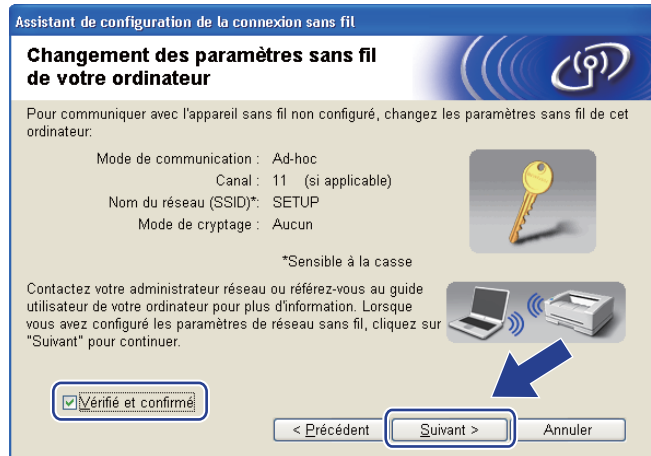 Assistant de configuration de la connexion sans fil
Changement des paramètres sans fil
de votre ordinateur
Pour communiquer avec l'appareil sans fil non configuré, changez les paramètres sans fil de cet
ordinateur:
Mode de communication : Ad-hoc
Canal : 11 (si applicable)
Nom du réseau (SSID)*: SETUP
Mode de cryptage : Aucun
*Sensible à la casse
Contactez votre administrateur réseau ou référez-vous au guide
utilisateur de votre ordinateur pour plus d'information. Lorsque
vous avez configuré les paramètres de réseau sans fil, cliquez sur
"Suivant" pour continuer.
Vérifié et confirmé
< Précédent Suivant > Annuler